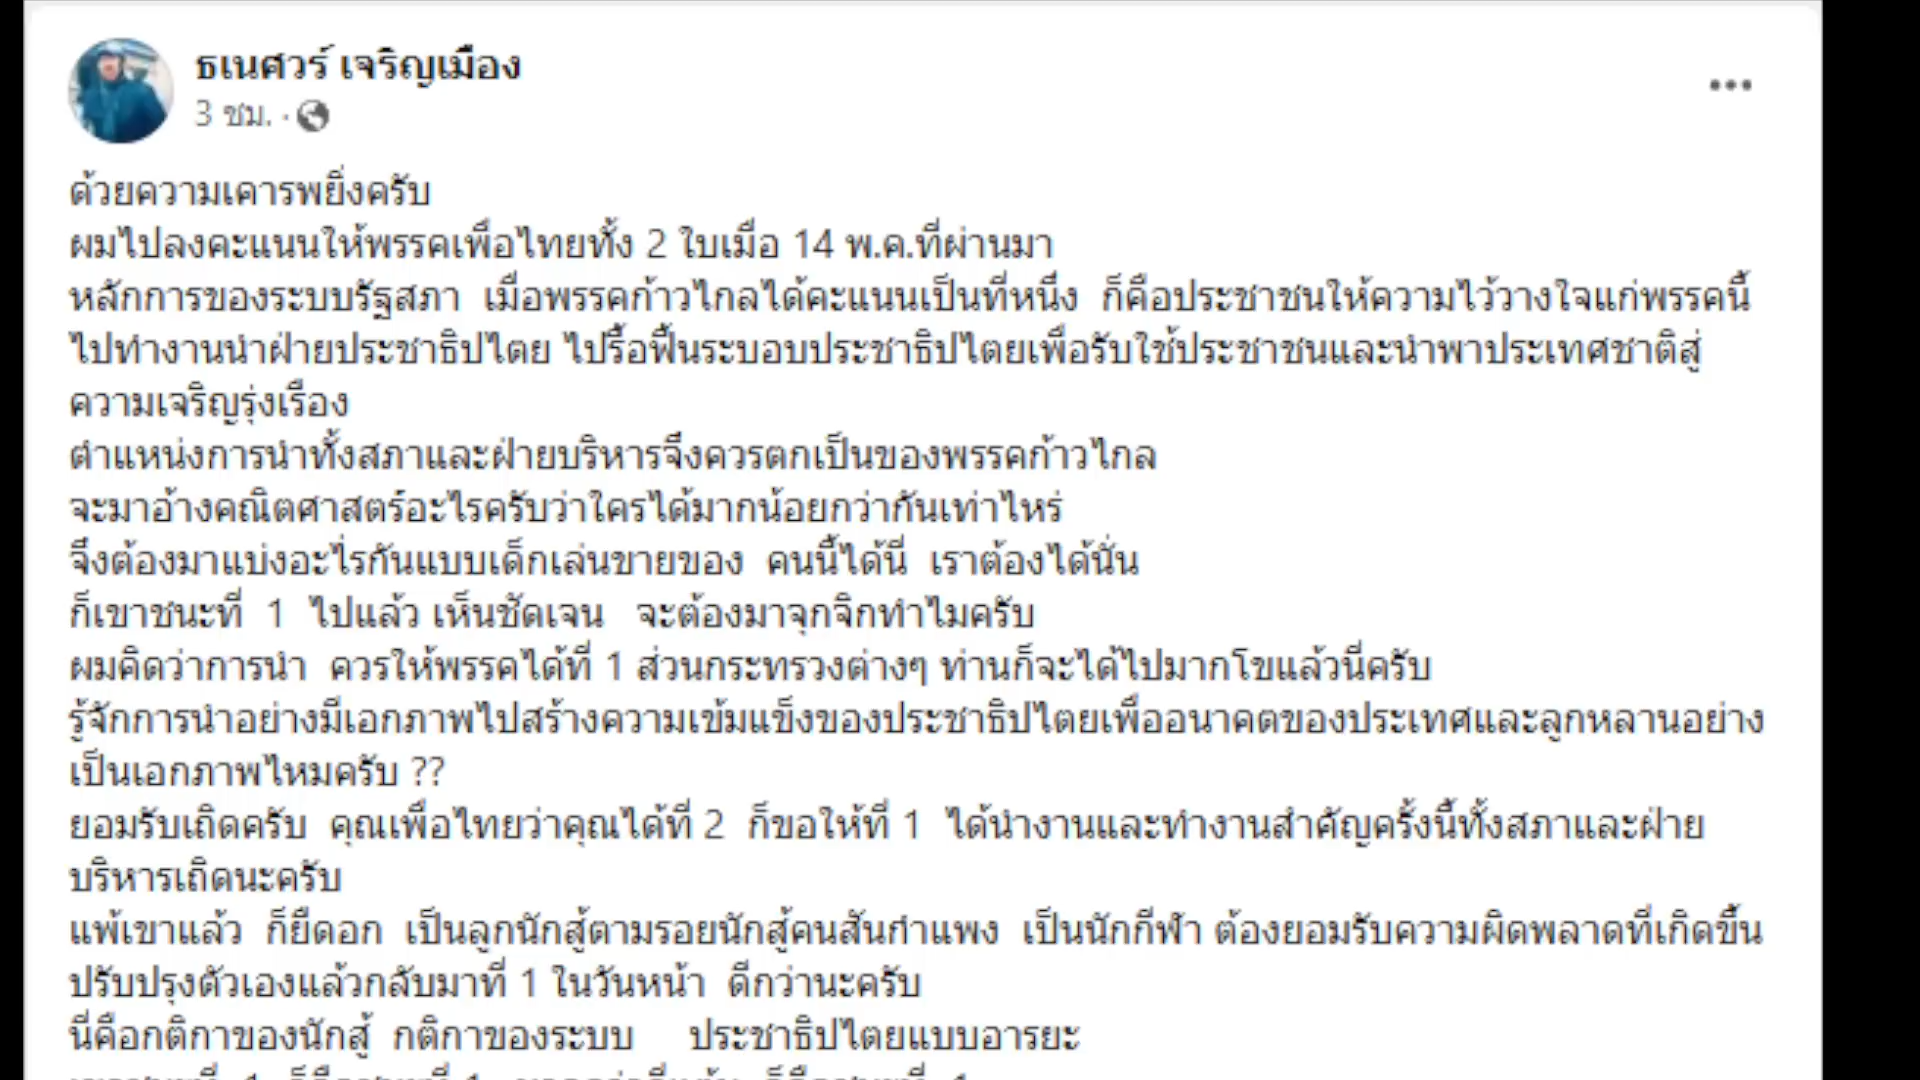 ธเนศวร์ เจริญเมือง
3 ชม. ·
ด้วยความเคารพยิ่งครับ
ผมไปลงคะแนนให้พรรคเพื่อไทยทั้ง 2 ใบเมื่อ 14 พ.ค.ที่ผ่านมา
หลักการของระบบรัฐสภา เมื่อพรรคก้าวไกลได้คะแนนเป็นที่หนึ่ง ก็คือประชาชนให้ความไว้วางใจแก่พรรคนี้
ไปทำงานนำฝ่ายประชาธิปไตย ไปรื้อฟื้นระบอบประชาธิปไตยเพื่อรับใช้ประชาชนและนำพาประเทศชาติสู่
ความเจริญรุ่งเรือง
ตำแหน่งการนำทั้งสภาและฝ่ายบริหารจึงควรตกเป็นของพรรคก้าวไกล
จะมาอ้างคณิตศาสตร์อะไรครับว่าใครได้มากน้อยกว่ากันเท่าไหร่
จึงต้องมาแบ่งอะไรกันแบบเด็กเล่นขายของ คนนี้ได้นี่ เราต้องได้นั่น
ก็เขาชนะที่ 1 ไปแล้ว เห็นชัดเจน จะต้องมาจุกจิกทำไมครับ
ผมคิดว่าการนำ ควรให้พรรคได้ที่ 1 ส่วนกระทรวงต่างๆ ท่านก็จะได้ไปมากโขแล้วนี่ครับ
รู้จักการนำอย่างมีเอกภาพไปสร้างความเข้มแข็งของประชาธิปไตยเพื่ออนาคตของประเทศและลูกหลานอย่าง
เป็นเอกภาพไหมครับ ??
ยอมรับเถิดครับ คุณเพื่อไทยว่าคุณได้ที่ 2 ก็ขอให้ที่ 1 ได้นำงานและทำงานสำคัญครั้งนี้ทั้งสภาและฝ่าย
บริหารเถิดนะครับ
แพ้เขาแล้ว ก็ยืดอก เป็นลูกนักสู้ตามรอยนักสู้คนสันกำแพง เป็นนักกีฬา ต้องยอมรับความผิดพลาดที่เกิดขึ้น
ปรับปรุงตัวเองแล้วกลับมาที่ 1 ในวันหน้า ดีกว่านะครับ
นี่คือกติกาของนักสู้ กติกาของระบบ ประชาธิปไตยแบบอารยะ